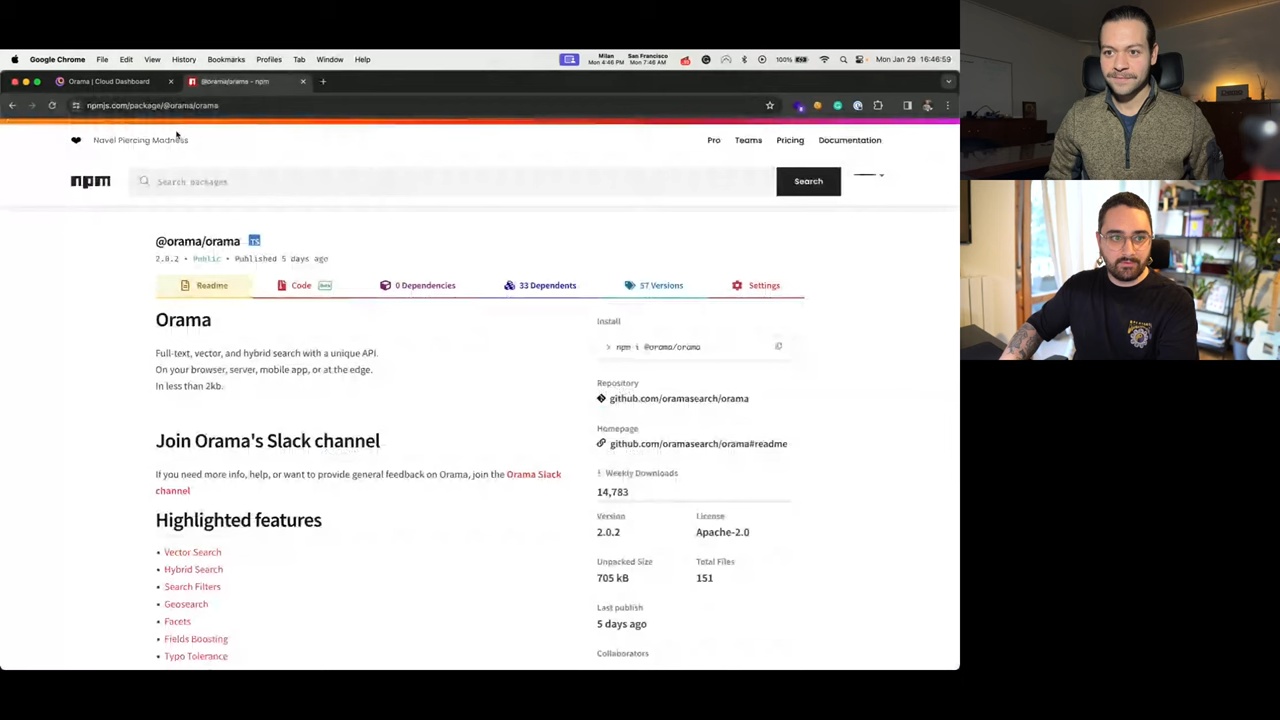 Google Chrome File Edit View History Bookmarks Profiles Tab Window Help
Milan
Mon 4:46 PM
San Francisco
Mon 7:46 AM
100%
Mon Jan 29 16:46:59
Orama | Cloud Dashboard
@orama/orama - npm
npmjs.com/package/@orama/orama
Navel Piercing Madness
Pro Teams Pricing Documentation
npm
Search packages
Search
@orama/orama TS
2.0.2 • Public • Published 5 days ago
Readme
Code
0 Dependencies
33 Dependents
57 Versions
Settings
Orama
Full-text, vector, and hybrid search with a unique API.
On your browser, server, mobile app, or at the edge.
In less than 2kb.
Join Orama's Slack channel
If you need more info, help, or want to provide general feedback on Orama, join the Orama Slack
channel
Highlighted features
• Vector Search
• Hybrid Search
• Search Filters
• Geosearch
• Facets
• Fields Boosting
• Typo Tolerance
Install
> npm i @orama/orama
Repository
github.com/oramasearch/orama
Homepage
github.com/oramasearch/orama#readme
Weekly Downloads
14,783
Version License
2.0.2 Apache-2.0
Unpacked Size Total Files
705 kB 151
Last publish
5 days ago
Collaborators